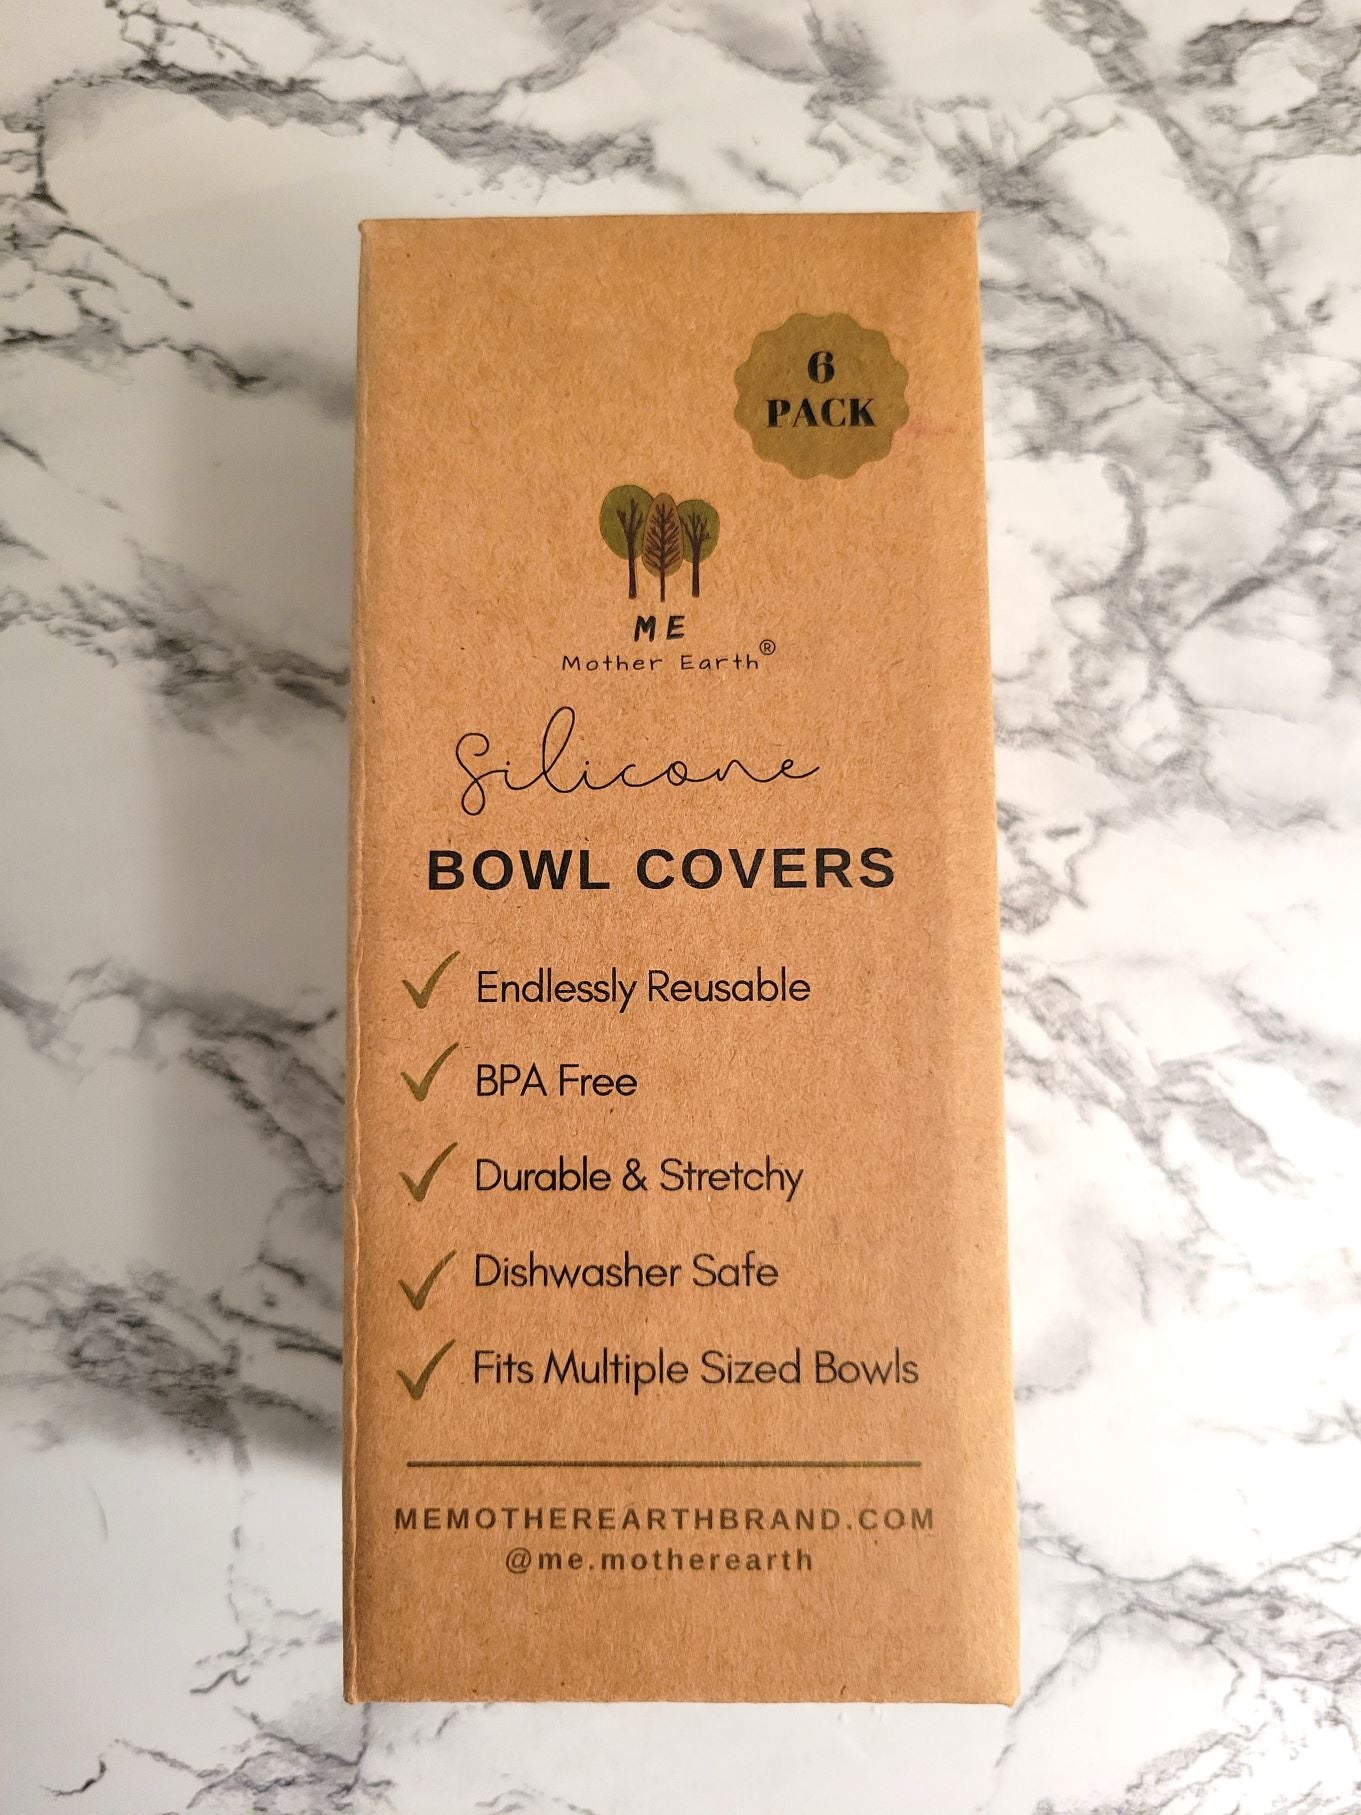 6
PACK
ME
Mother Earth®
Silicone
BOWL COVERS
Endlessly Reusable
BPA Free
Durable & Stretchy
Dishwasher Safe
Fits Multiple Sized Bowls
MEMOTHEREARTHBRAND.COM
@me.motherearth